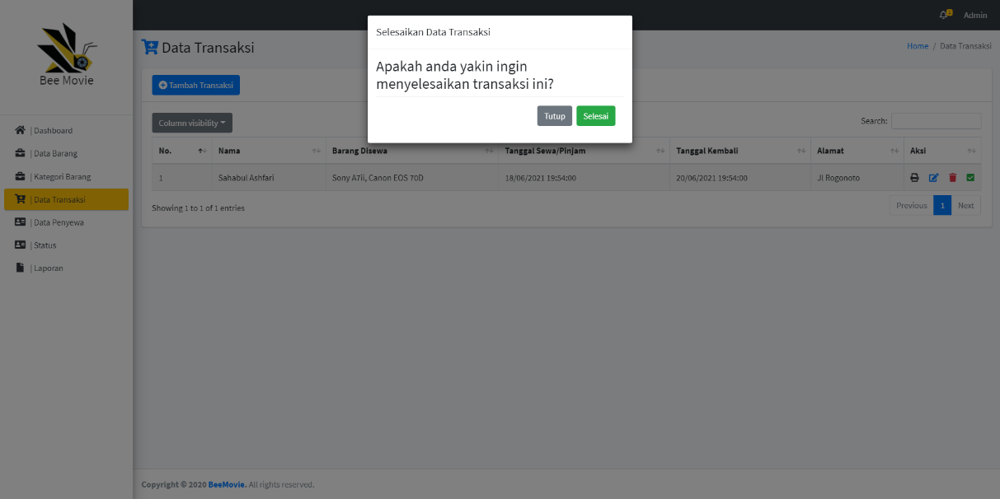 Admin
Bee Movie
| Dashboard
| Data Barang
| Kategori Barang
| Data Transaksi
| Data Penyewa
| Status
| Laporan
Data Transaksi
Home / Data Transaksi
Selesaikan Data Transaksi
Apakah anda yakin ingin
menyelesaikan transaksi ini?
Tutup Selesai
Tambah Transaksi
Column visibility
Search:
No. Nama Barang Disewa Tanggal Sewa/Pinjam Tanggal Kembali Alamat Aksi
1 Sahabul Ashfari Sony A7ii, Canon EOS 70D 18/06/2021 19:54:00 20/06/2021 19:54:00 Jl Rogonoto
Showing 1 to 1 of 1 entries
Previous 1 Next
Copyright © 2020 BeeMovie. All rights reserved.